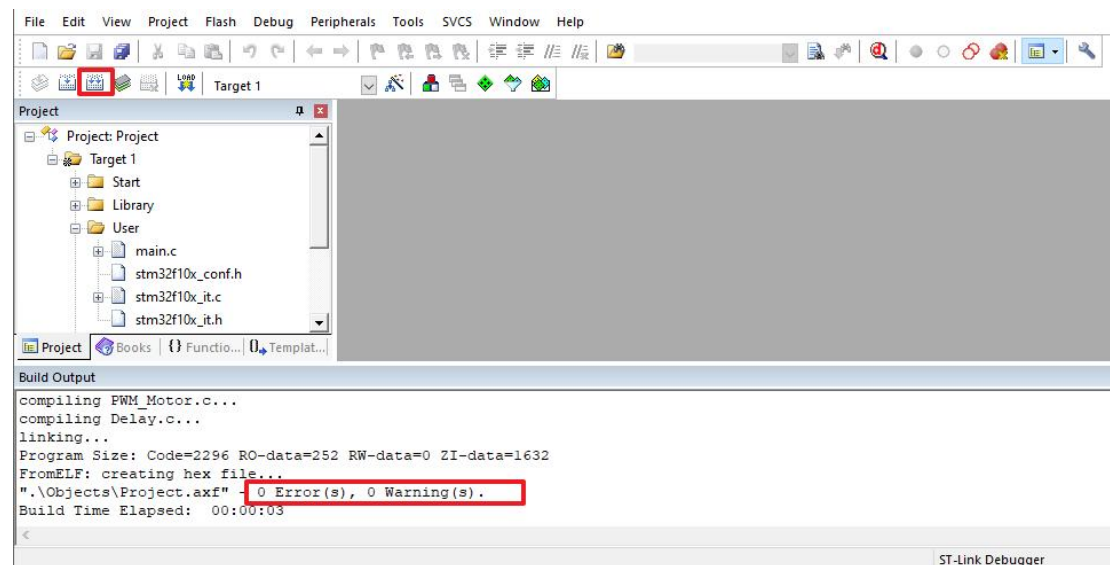 File Edit View Project Flash Debug Peripherals Tools SVCS Window Help
LOAD Target 1
Project
Project: Project
Target 1
Start
Library
User
main.c
stm32f10x_conf.h
stm32f10x_it.c
stm32f10x_it.h
Project Books {} Functio... 0 Templat...
Build Output
compiling PWM_Motor.c...
compiling Delay.c...
linking...
Program Size: Code=2296 RO-data=252 RW-data=0 ZI-data=1632
FromELF: creating hex file...
".\Objects\Project.axf" - 0 Error(s), 0 Warning(s).
Build Time Elapsed: 00:00:03
ST-Link Debugger